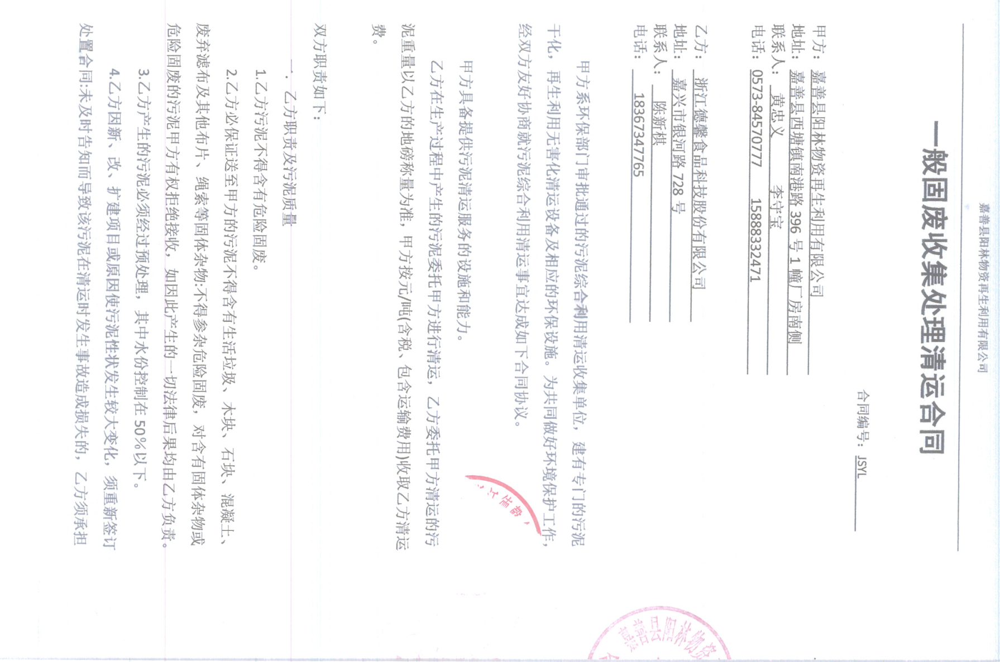 嘉善县阳林物资再生利用有限公司
一般固废收集处理清运合同
合同编号：JSYL
甲方：嘉善县阳林物资再生利用有限公司
地址：嘉善县西塘镇南港路 396 号 1 幢厂房南侧
联系人：黄忠义 李守宝
电话：0573-84570777 15888332471
乙方：浙江德馨食品科技股份有限公司
地址：嘉兴市银河路 728 号
联系人：陈新棋
电话：18367347765
甲方系环保部门审批通过的污泥综合利用清运收集单位，建有专门的污泥
干化，再生利用无害化清运设备及相应的环保设施。为共同做好环境保护工作，
经双方友好协商就污泥综合利用清运事宜达成如下合同协议。
甲方具备提供污泥清运服务的设施和能力。
乙方在生产过程中产生的污泥委托甲方进行清运，乙方委托甲方清运的污
泥重量以乙方的地磅称量为准，甲方按元/吨(含税、包含运输费用)收取乙方清运
费。
双方职责如下：
一．乙方职责及污泥质量
1.乙方污泥不得含有危险固废。
2.乙方必保证送至甲方的污泥不得含有生活垃圾、木块、石块、混凝土、
废弃滤布及其他布片、绳索等固体杂物:不得参杂危险固废，对含有固体杂物或
危险固废的污泥甲方有权拒绝接收，如因此产生的一切法律后果均由乙方负责。
3.乙方产生的污泥必须经过预处理，其中水份控制在 50%以下。
4.乙方因新、改、扩建项目或原因使污泥性状发生较大变化，须重新签订
处置合同:未及时告知而导致该污泥在清运时发生事故造成损失的，乙方须承担
嘉善县阳林物资